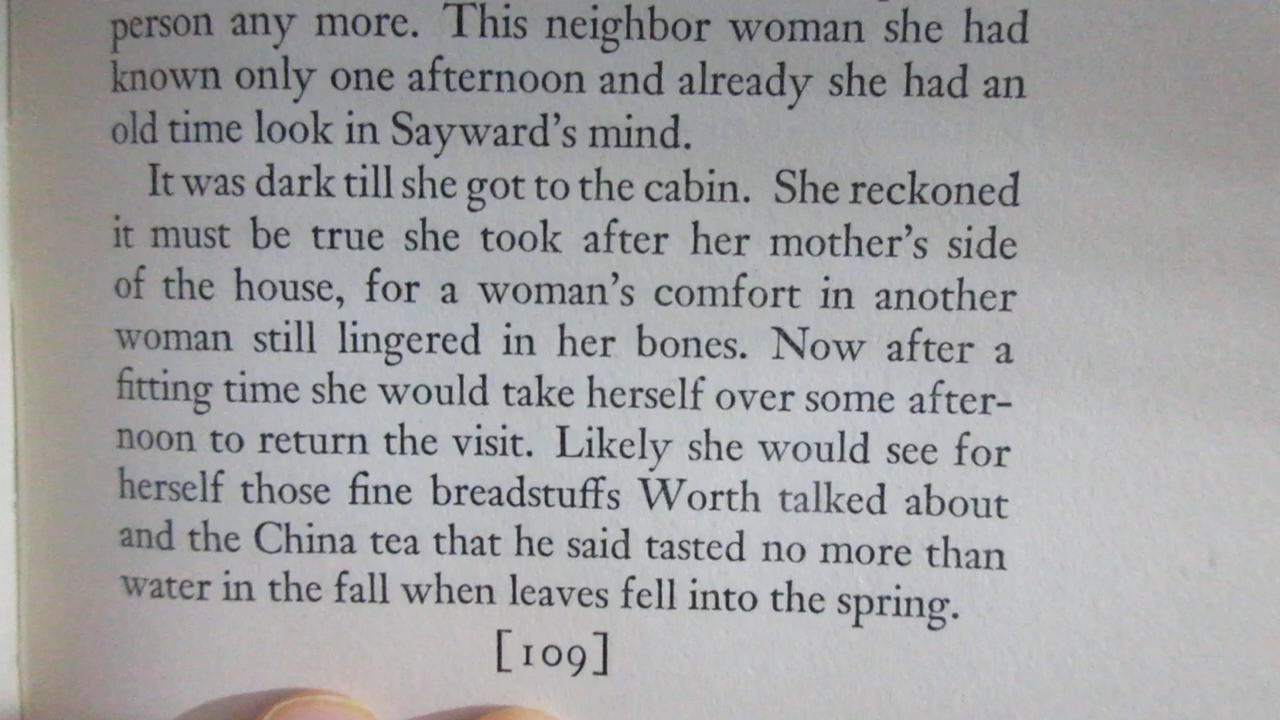 person any more. This neighbor woman she had
known only one afternoon and already she had an
old time look in Sayward's mind.
It was dark till she got to the cabin. She reckoned
it must be true she took after her mother's side
of the house, for a woman's comfort in another
woman still lingered in her bones. Now after a
fitting time she would take herself over some after-
noon to return the visit. Likely she would see for
herself those fine breadstuffs Worth talked about
and the China tea that he said tasted no more than
water in the fall when leaves fell into the spring.
[109]